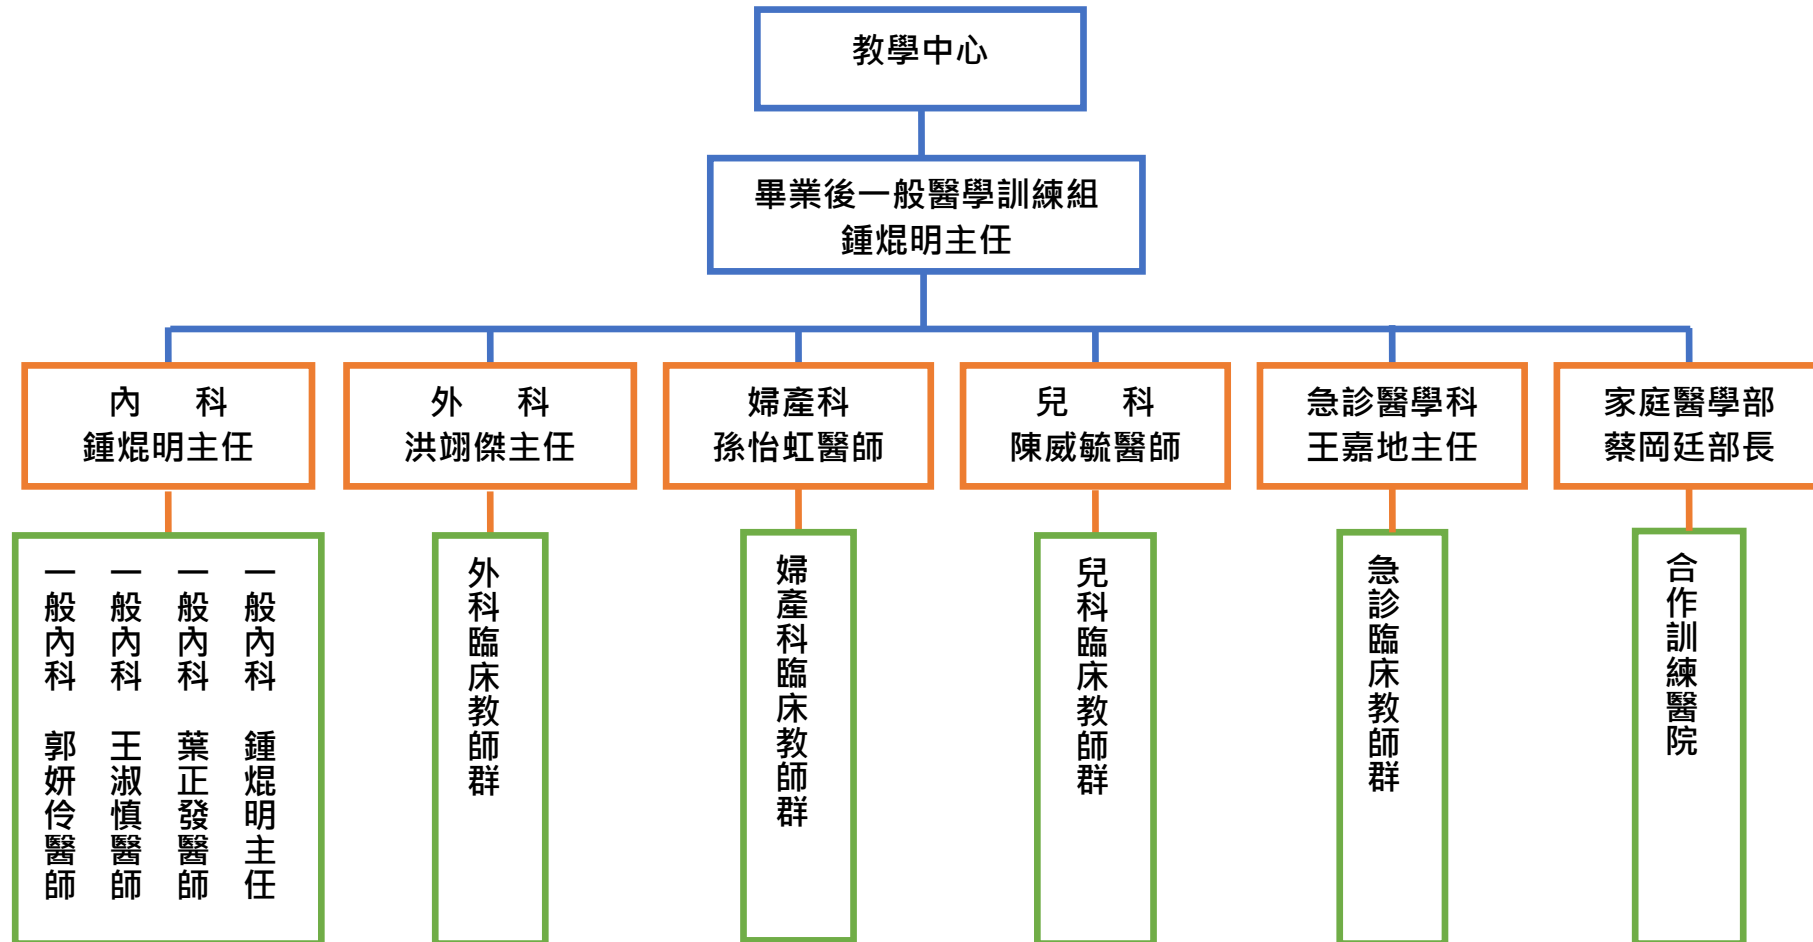 教學中心
畢業後一般醫學訓練組
鍾焜明主任
內　　科
鍾焜明主任
外　　科
洪翊傑主任
婦產科
孫怡虹醫師
兒　　科
陳威毓醫師
急診醫學科
王嘉地主任
家庭醫學部
蔡岡廷部長
一般內科　鍾焜明主任
一般內科　葉正發醫師
一般內科　王淑慎醫師
一般內科　郭妍伶醫師
外科臨床教師群
婦產科臨床教師群
兒科臨床教師群
急診臨床教師群
合作訓練醫院